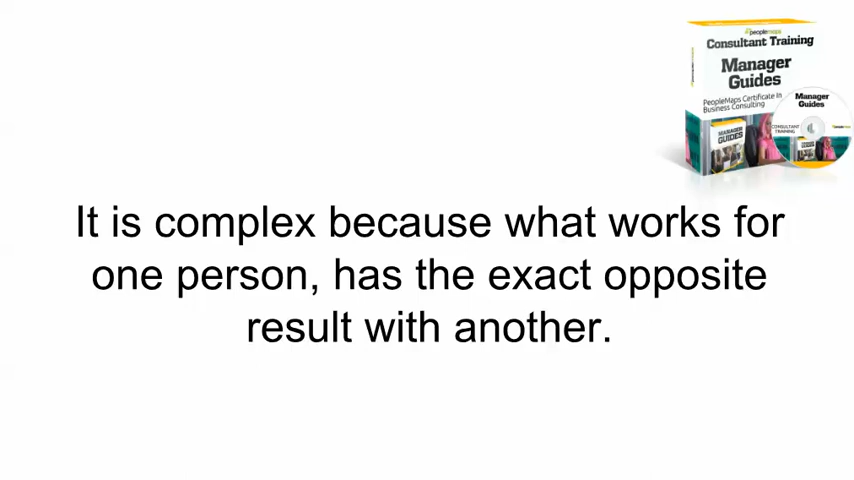 peoplemaps
Consultant Training
Manager
Guides
PeopleMaps Certificate In
Business Consulting
Manager
Guides
CONSULTANT
TRAINING
peoplemaps
MANAGER
GUIDES
It is complex because what works for
one person, has the exact opposite
result with another.